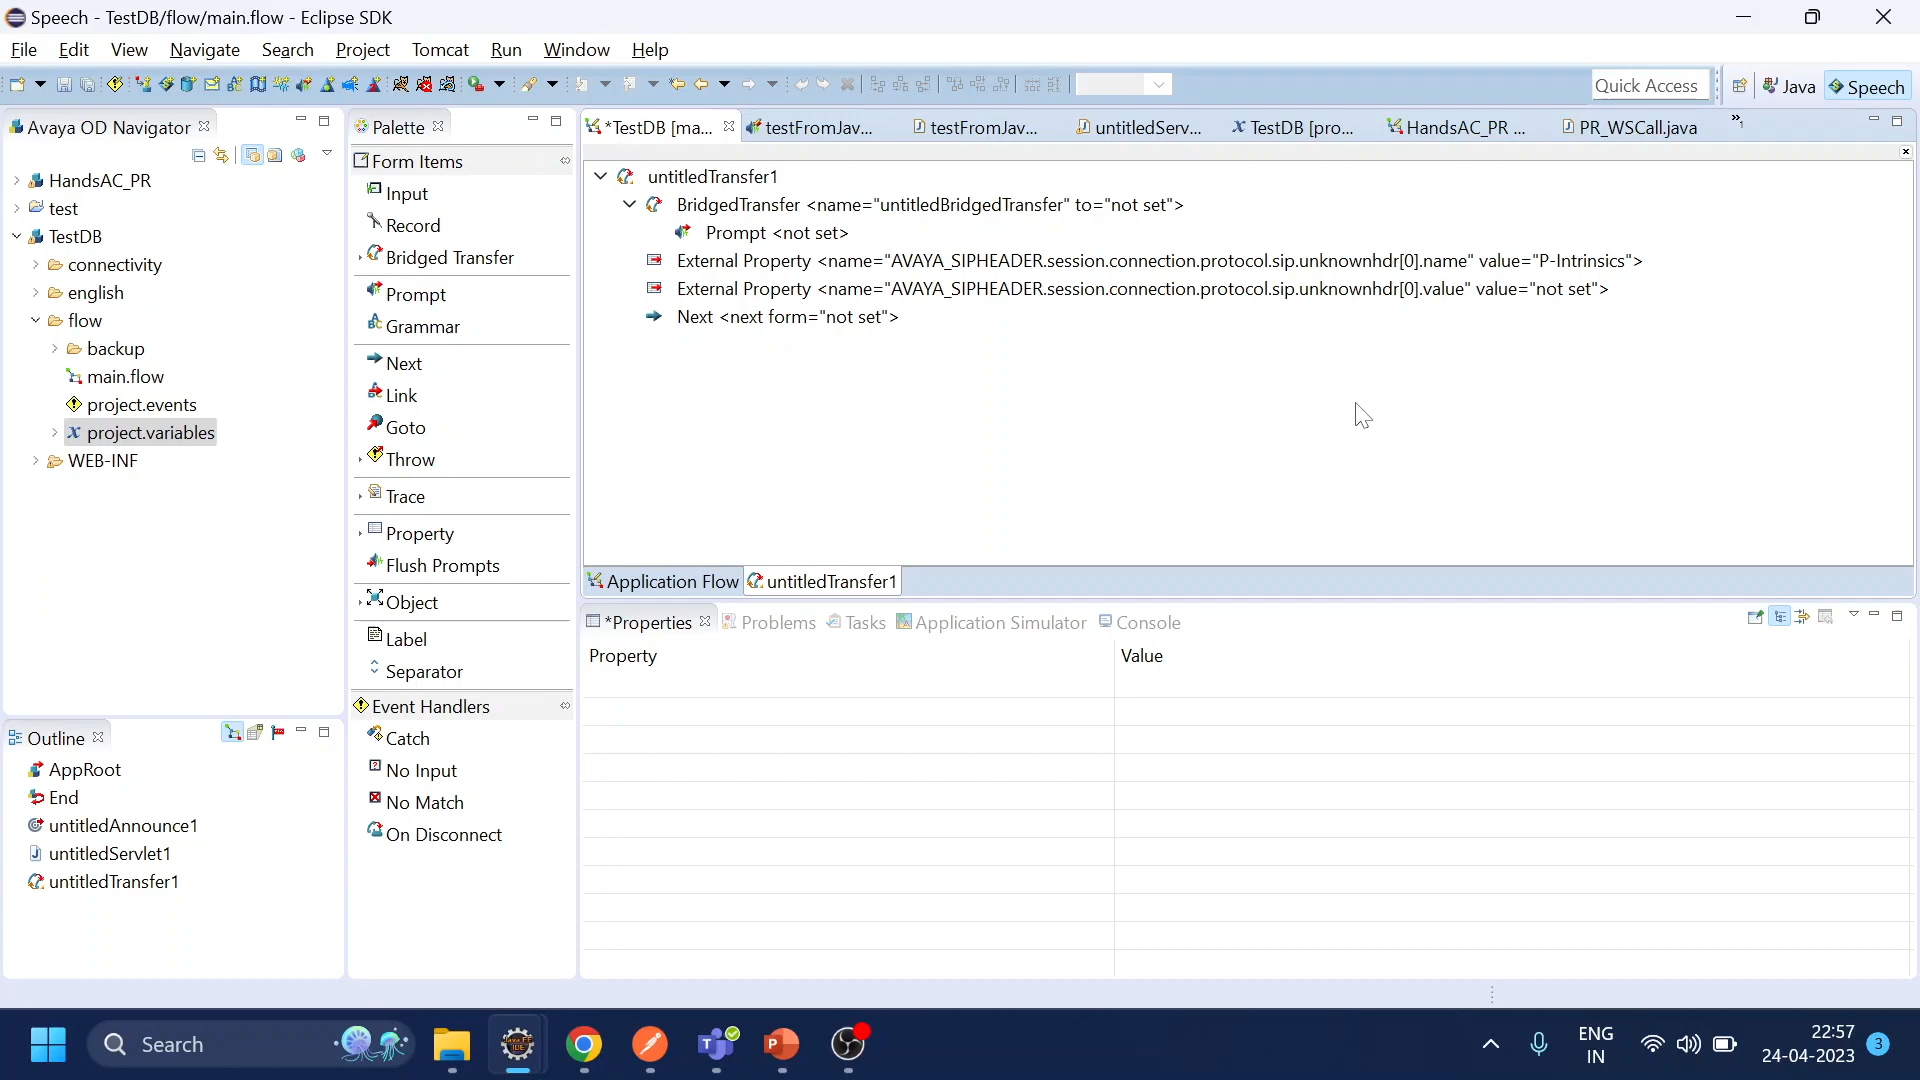 Speech - TestDB/flow/main.flow - Eclipse SDK
File Edit View Navigate Search Project Tomcat Run Window Help
Quick Access
Java
Speech
Avaya OD Navigator
HandsAC_PR
test
TestDB
connectivity
english
flow
backup
main.flow
project.events
project.variables
WEB-INF
Outline
AppRoot
End
untitledAnnounce1
untitledServlet1
untitledTransfer1
Palette
Form Items
Input
Record
Bridged Transfer
Prompt
Grammar
Next
Link
Goto
Throw
Trace
Property
Flush Prompts
Object
Label
Separator
Event Handlers
Catch
No Input
No Match
On Disconnect
*TestDB [ma... testFromJav... testFromJav... untitledServ... TestDB [pro... HandsAC_PR ... PR_WSCall.java »1
untitledTransfer1
BridgedTransfer <name="untitledBridgedTransfer" to="not set">
Prompt <not set>
External Property <name="AVAYA_SIPHEADER.session.connection.protocol.sip.unknownhdr[0].name" value="P-Intrinsics">
External Property <name="AVAYA_SIPHEADER.session.connection.protocol.sip.unknownhdr[0].value" value="not set">
Next <next form="not set">
Application Flow untitledTransfer1
*Properties Problems Tasks Application Simulator Console
Property Value
Search
ENG
IN
22:57
24-04-2023
3